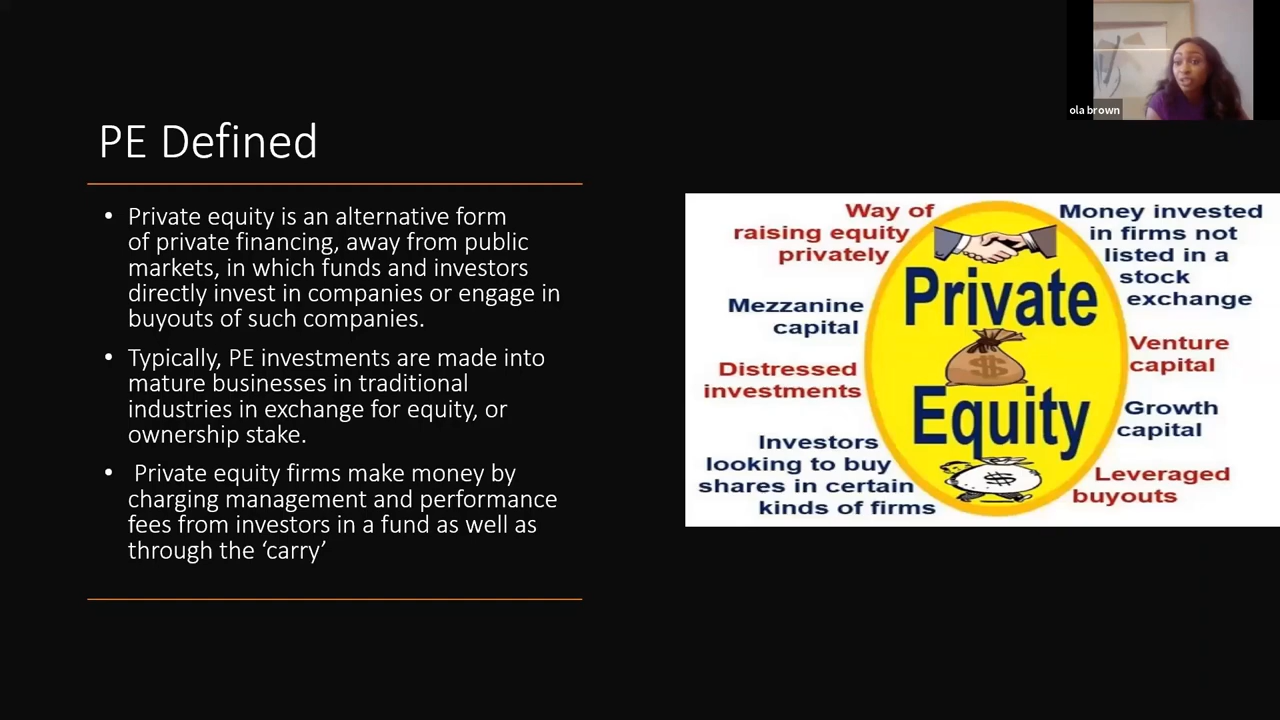 ola brown
PE Defined
• Private equity is an alternative form
of private financing, away from public
markets, in which funds and investors
directly invest in companies or engage in
buyouts of such companies.
• Typically, PE investments are made into
mature businesses in traditional
industries in exchange for equity, or
ownership stake.
• Private equity firms make money by
charging management and performance
fees from investors in a fund as well as
through the ‘carry’
Way of
raising equity
privately
Mezzanine
capital
Distressed
investments
Investors
looking to buy
shares in certain
kinds of firms
Private
$
Equity
$
Money invested
in firms not
listed in a
stock
exchange
Venture
capital
Growth
capital
Leveraged
buyouts